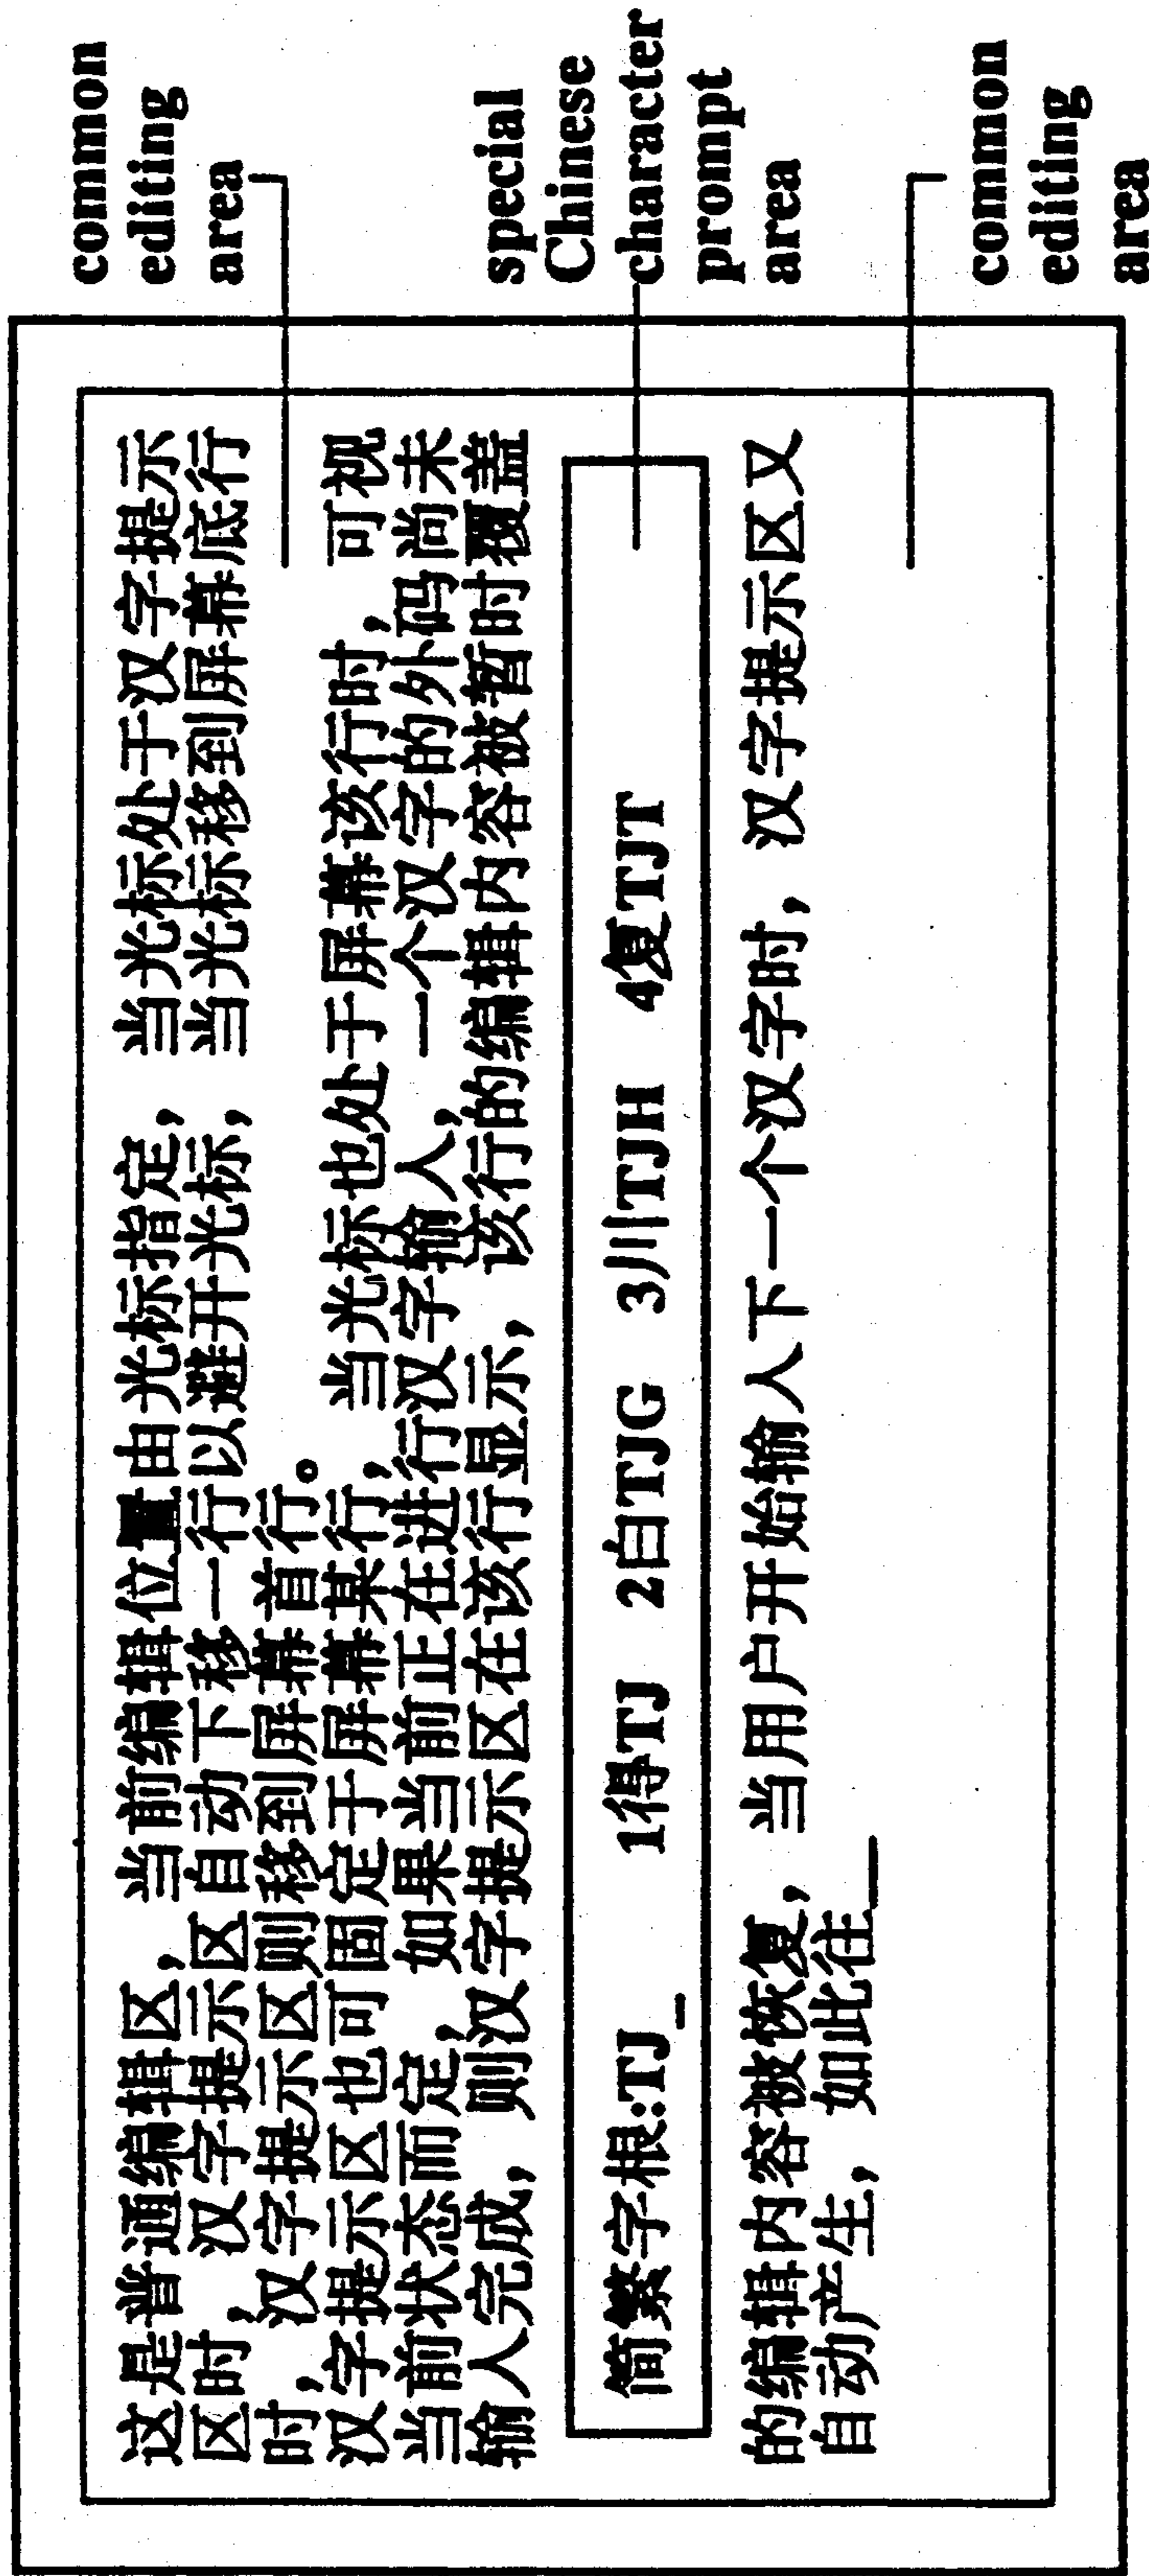 这是普通编辑区，当前编辑位置由光标指定，当光标处于汉字提示
区时，汉字提示区自动下移一行以避开光标，当光标移到屏幕底行
时，汉字提示区则移到屏幕首行。
汉字提示区也可固定于屏幕某行，当光标也处于屏幕该行时，可视
当前状态而定，如果当前正在进行汉字输入，一个汉字的外码尚未
输入完成，则汉字提示区在该行显示，该行的编辑内容被暂时覆盖
简繁字根:TJ_ 1得TJ 2白TJG 3川TJH 4复TJT
的编辑内容被恢复，当用户开始输入下一个汉字时，汉字提示区又
自动产生，如此往_
common
editing
area
special
Chinese
character
prompt
area
common
editing
area